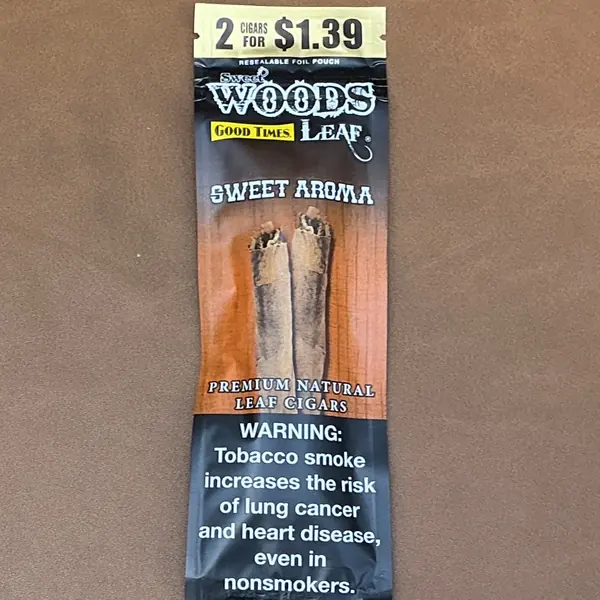 2 CIGARS FOR $1.39
RESEALABLE FOIL POUCH
Sweet
WOODS
GOOD TIMES. LEAF®
SWEET AROMA
PREMIUM NATURAL
LEAF CIGARS
WARNING:
Tobacco smoke
increases the risk
of lung cancer
and heart disease,
even in
nonsmokers.